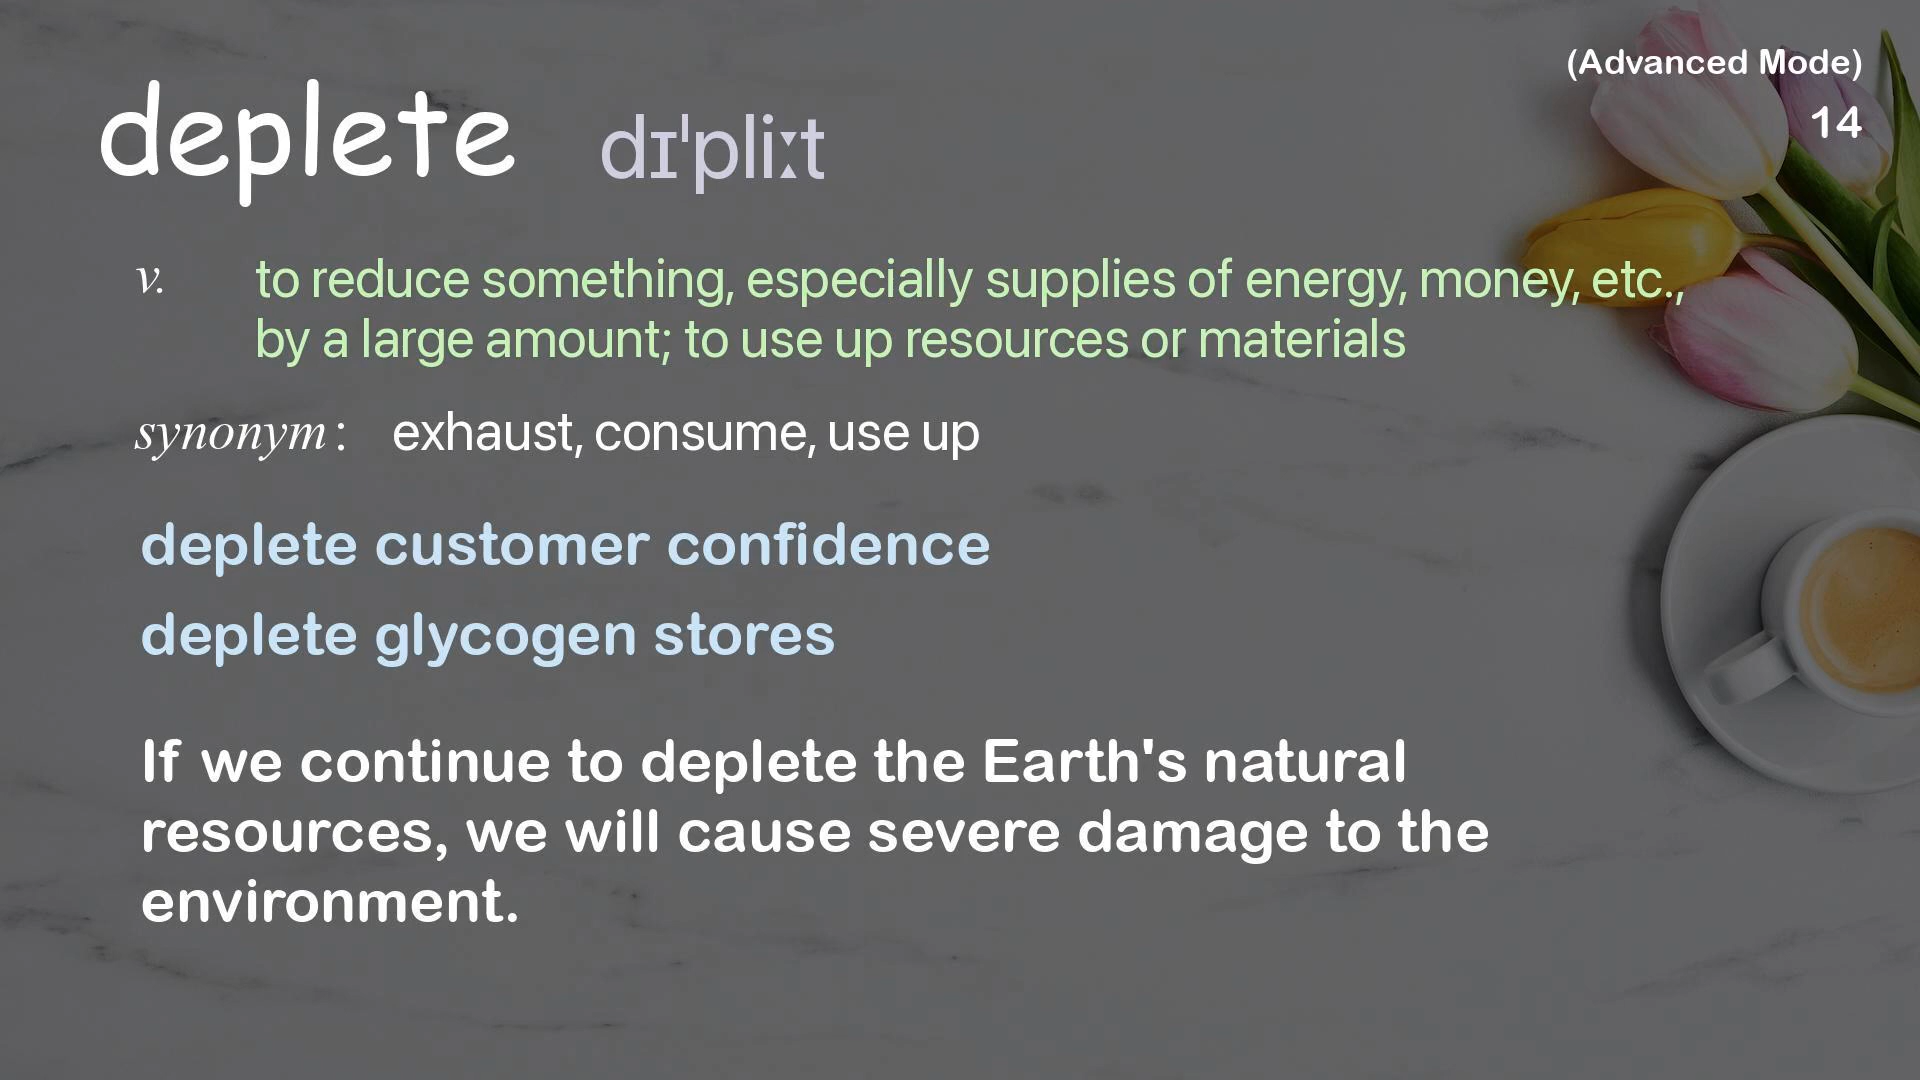 (Advanced Mode)
14
deplete dɪˈpliːt
v. to reduce something, especially supplies of energy, money, etc.,
by a large amount; to use up resources or materials
synonym : exhaust, consume, use up
deplete customer confidence
deplete glycogen stores
If we continue to deplete the Earth's natural
resources, we will cause severe damage to the
environment.